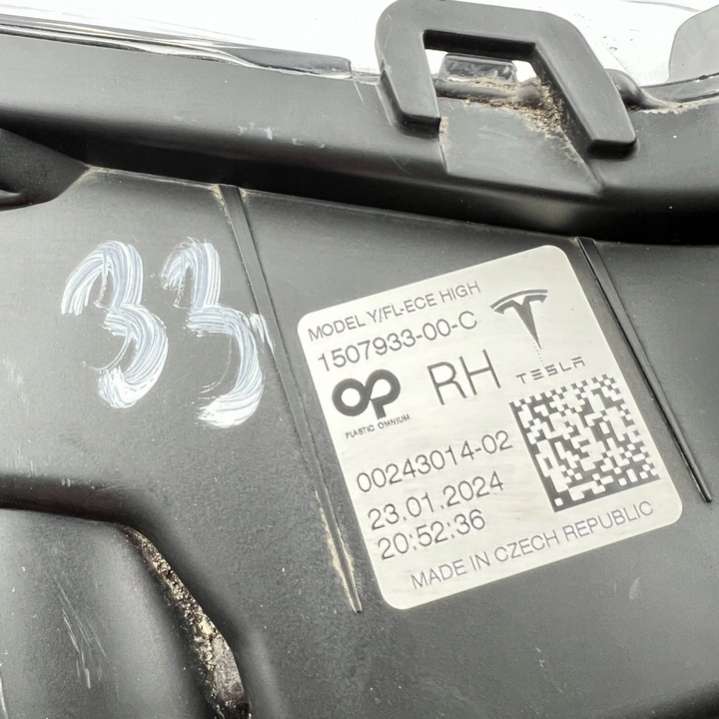 33
MODEL Y/FL-ECE HIGH
1507933-00-C
RH
TESLA
OP
PLASTIC OMNIUM
00243014-02
23.01.2024
20:52:36
MADE IN CZECH REPUBLIC